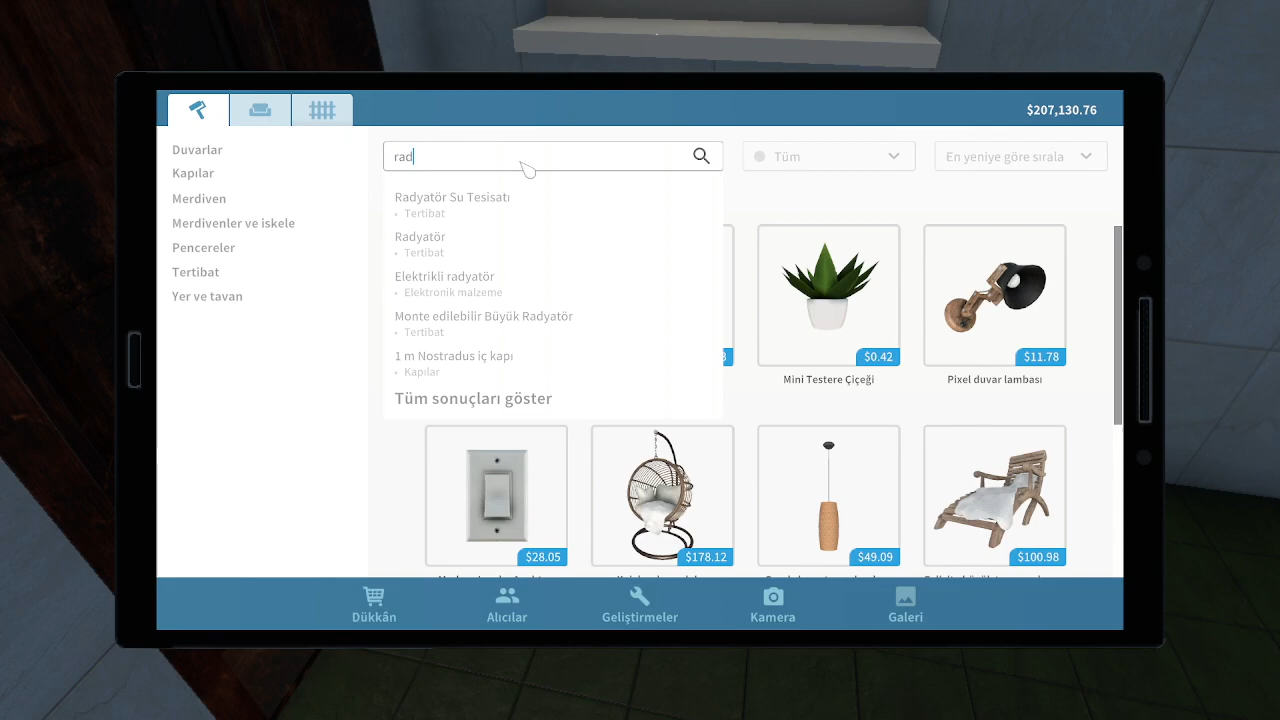 $207,130.76
Duvarlar
Kapılar
Merdiven
Merdivenler ve iskele
Pencereler
Tertibat
Yer ve tavan
rad
Tüm
En yeniye göre sırala
Radyatör Su Tesisatı
• Tertibat
Radyatör
• Tertibat
Elektrikli radyatör
• Elektronik malzeme
Monte edilebilir Büyük Radyatör
• Tertibat
1 m Nostradus iç kapı
• Kapılar
Tüm sonuçları göster
$0.42
$11.78
Mini Testere Çiçeği
Pixel duvar lambası
$28.05
$178.12
$49.09
$100.98
Dükkân
Alıcılar
Geliştirmeler
Kamera
Galeri